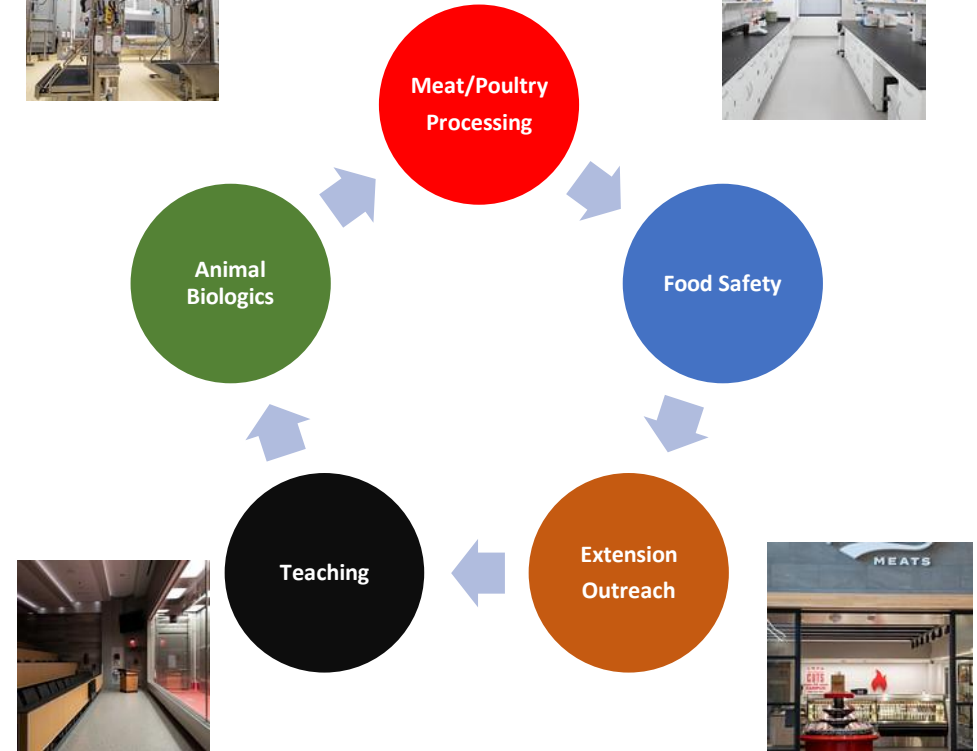 Meat/Poultry
Processing
Food Safety
Extension
Outreach
Teaching
Animal
Biologics
MEATS
CUTS